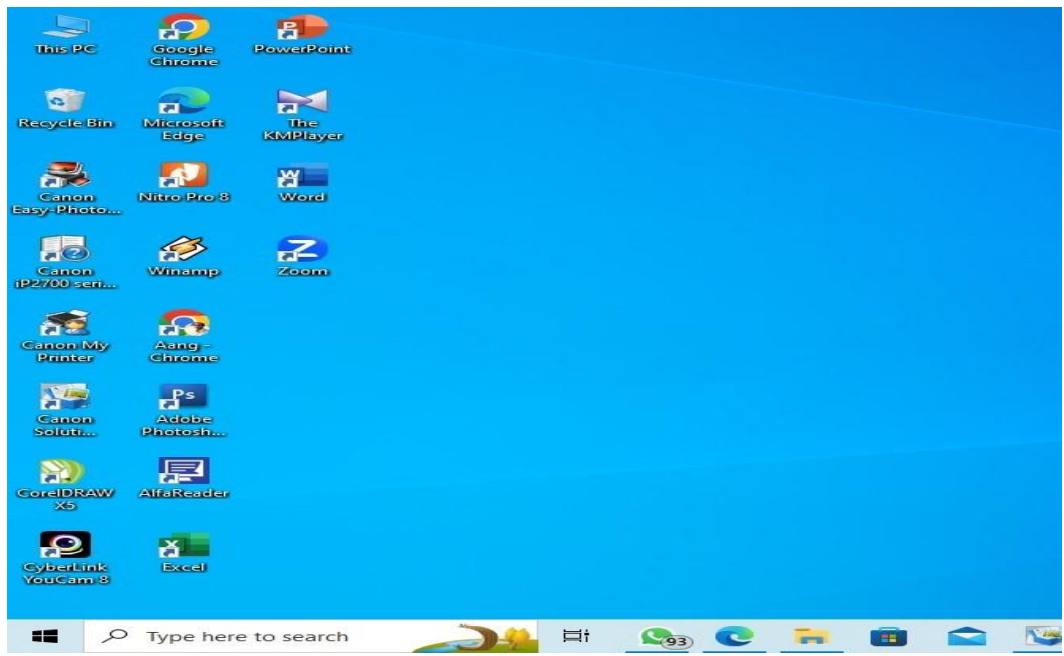 This PC
Google
Chrome
PowerPoint
Recycle Bin
Microsoft
Edge
The
KMPlayer
Canon
Easy-Photo...
Nitro Pro 8
Word
Canon
iP2700 seri...
Winamp
Zoom
Canon My
Printer
Aang -
Chrome
Canon
Soluti...
Adobe
Photosh...
CorelDRAW
X5
AlfaReader
CyberLink
YouCam 8
Excel
Type here to search
93